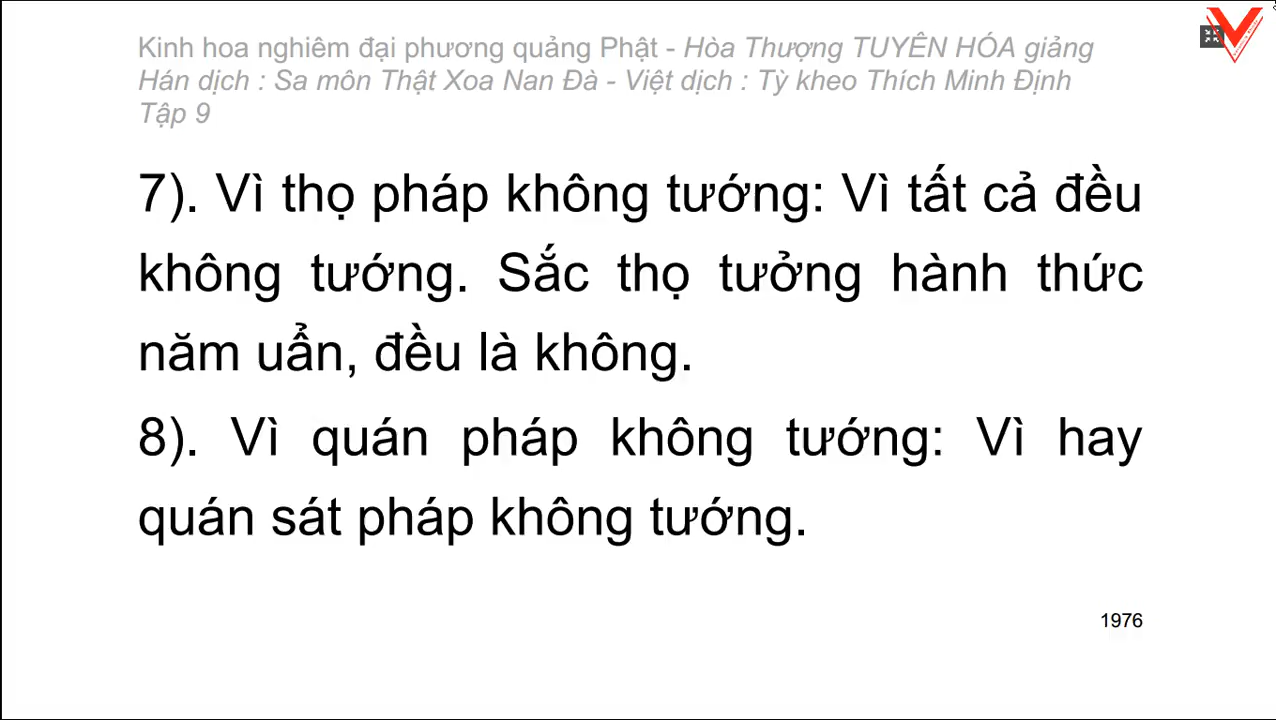 Kinh hoa nghiêm đại phương quảng Phật - Hòa Thượng TUYÊN HÓA giảng
Hán dịch : Sa môn Thật Xoa Nan Đà - Việt dịch : Tỳ kheo Thích Minh Định
Tập 9
7). Vì thọ pháp không tướng: Vì tất cả đều
không tướng. Sắc thọ tưởng hành thức
năm uẩn, đều là không.
8). Vì quán pháp không tướng: Vì hay
quán sát pháp không tướng.
1976